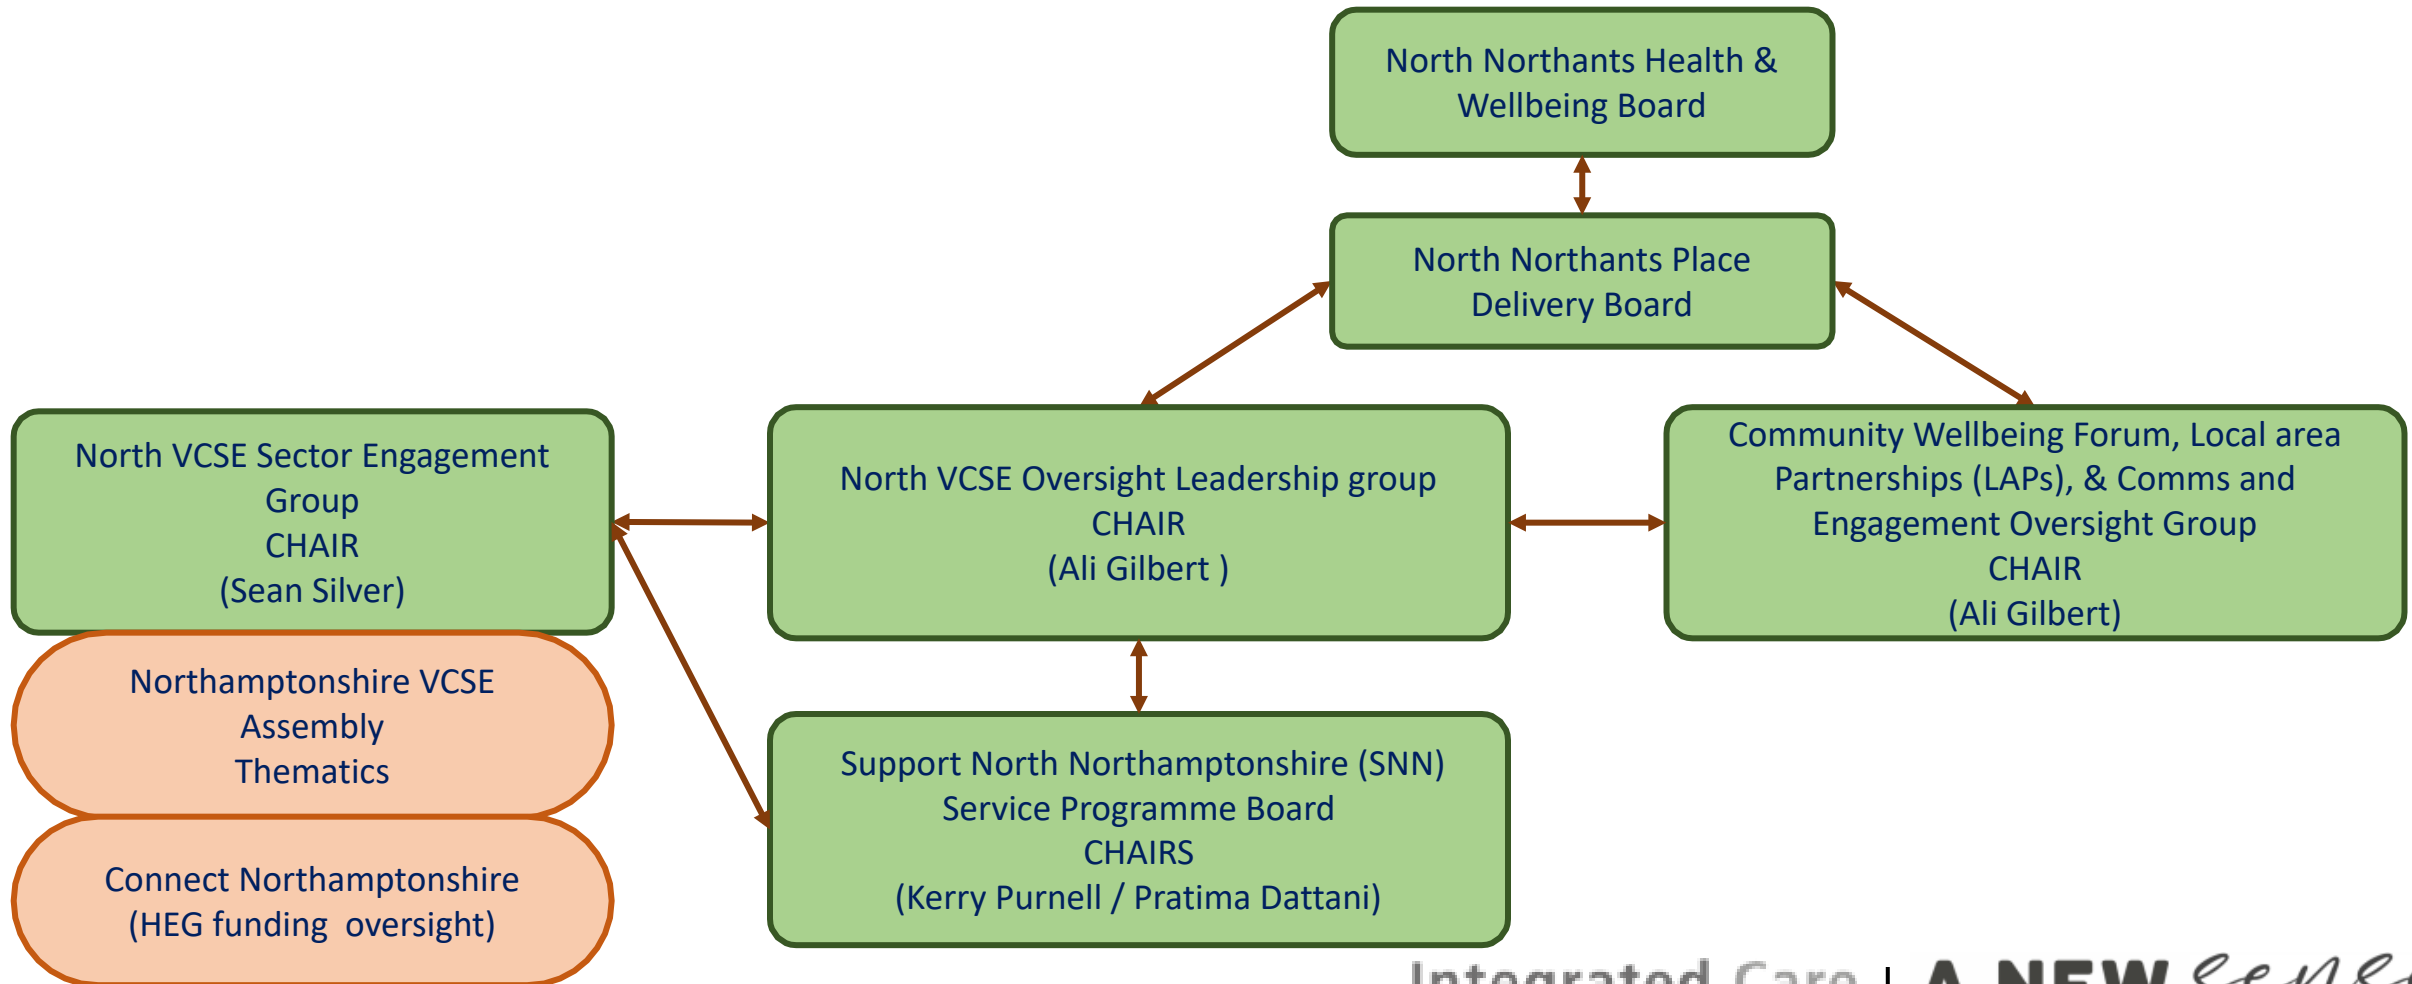 North Northants Health &
Wellbeing Board
North Northants Place
Delivery Board
North VCSE Sector Engagement
Group
CHAIR
(Sean Silver)
North VCSE Oversight Leadership group
CHAIR
(Ali Gilbert )
Community Wellbeing Forum, Local area
Partnerships (LAPs), & Comms and
Engagement Oversight Group
CHAIR
(Ali Gilbert)
Northamptonshire VCSE
Assembly
Thematics
Support North Northamptonshire (SNN)
Service Programme Board
CHAIRS
(Kerry Purnell / Pratima Dattani)
Connect Northamptonshire
(HEG funding  oversight)
Integrated Care | A NEW